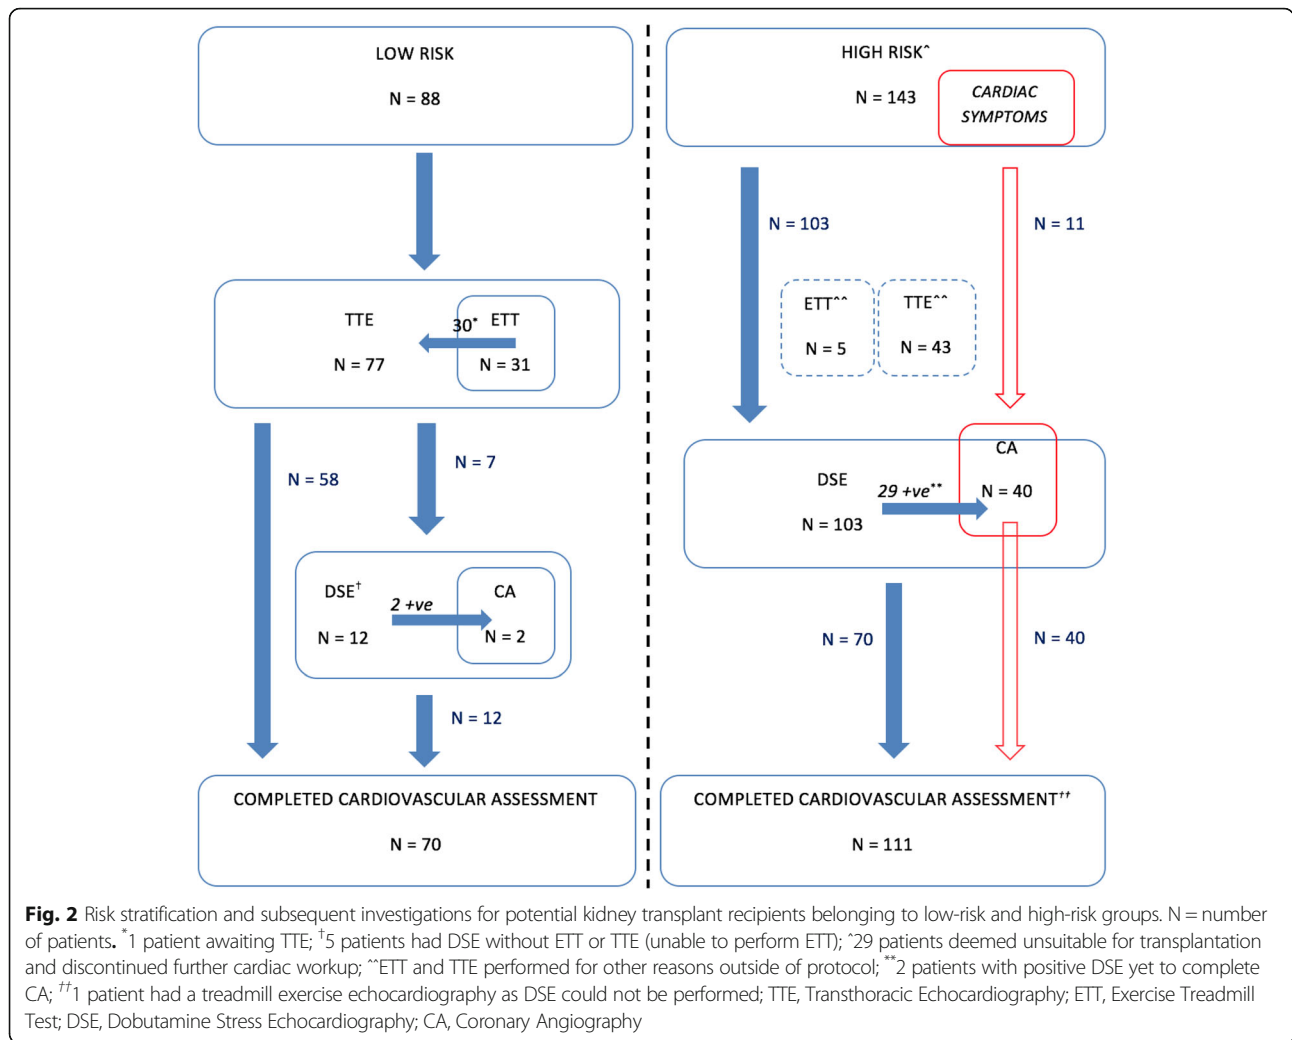 LOW RISK
N = 88
TTE
N = 77
30*
ETT
N = 31
N = 58
N = 7
DSE†
N = 12
2 +ve
CA
N = 2
N = 12
COMPLETED CARDIOVASCULAR ASSESSMENT
N = 70
HIGH RISK^
N = 143
CARDIAC
SYMPTOMS
N = 103
N = 11
ETT^^
N = 5
TTE^^
N = 43
DSE
N = 103
29 +ve**
CA
N = 40
N = 70
N = 40
COMPLETED CARDIOVASCULAR ASSESSMENT††
N = 111
Fig. 2 Risk stratification and subsequent investigations for potential kidney transplant recipients belonging to low-risk and high-risk groups. N = number
of patients. *1 patient awaiting TTE; †5 patients had DSE without ETT or TTE (unable to perform ETT); ^29 patients deemed unsuitable for transplantation
and discontinued further cardiac workup; ^^ETT and TTE performed for other reasons outside of protocol; **2 patients with positive DSE yet to complete
CA; ††1 patient had a treadmill exercise echocardiography as DSE could not be performed; TTE, Transthoracic Echocardiography; ETT, Exercise Treadmill
Test; DSE, Dobutamine Stress Echocardiography; CA, Coronary Angiography